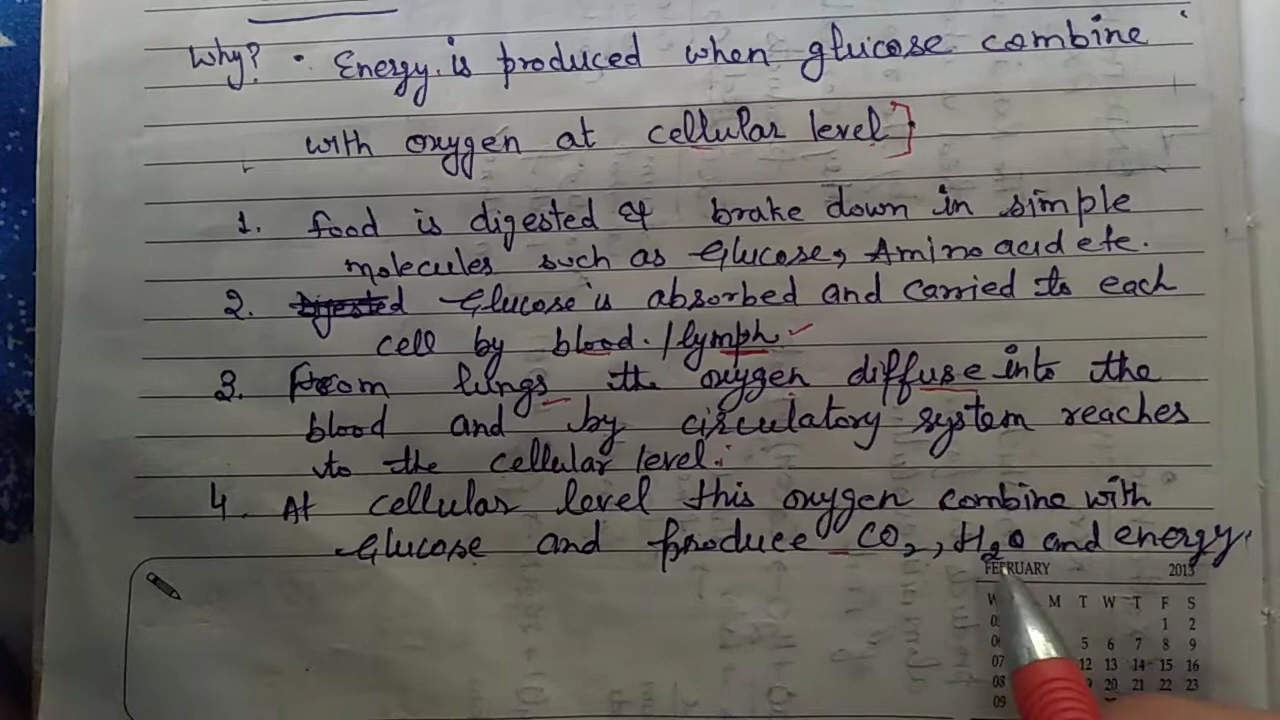 Why? • Energy is produced when glucose combine
with oxygen at cellular level}
1. food is digested & brake down in simple
molecules such as Glucose, Amino acid etc.
2. Digested Glucose is absorbed and carried to each
cell by blood. / lymph ✓
3. From lungs the oxygen diffuse into the
blood and by circulatory system reaches
to the cellular level.
4. At cellular level this oxygen combine with
Glucose and produce CO₂, H₂O and energy.
FEBRUARY 2013
W M T W T F S
1 2
5 6 7 8 9
07 12 13 14 15 16
08 20 21 22 23
09